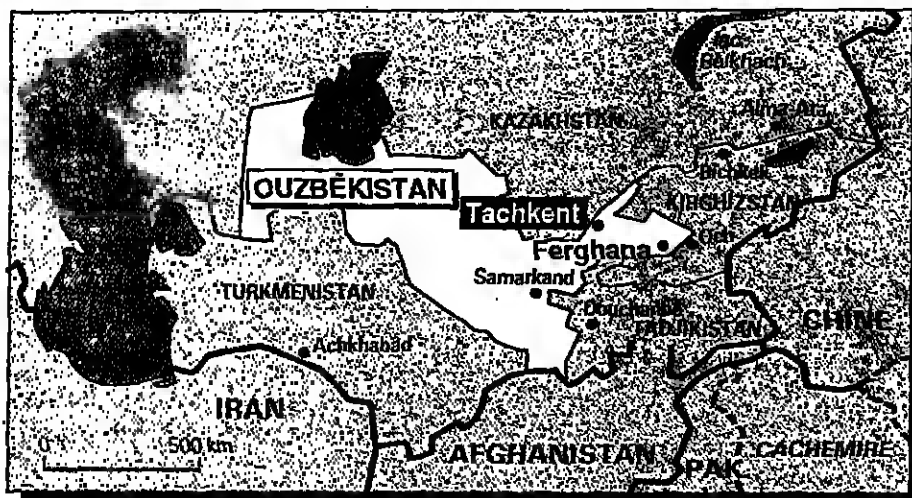 Lac
Balkhach
Alma-Ata
KAZAKHSTAN
Bichkek
OUZBÉKISTAN
Tachkent
KIRGHIZSTAN
Och
Ferghana
Samarkand
TURKMÉNISTAN
Douchanbé
TADJIKISTAN
CHINE
Achkhabad
IRAN
0 500 km
AFGHANISTAN
CACHEMIRE
PAK.